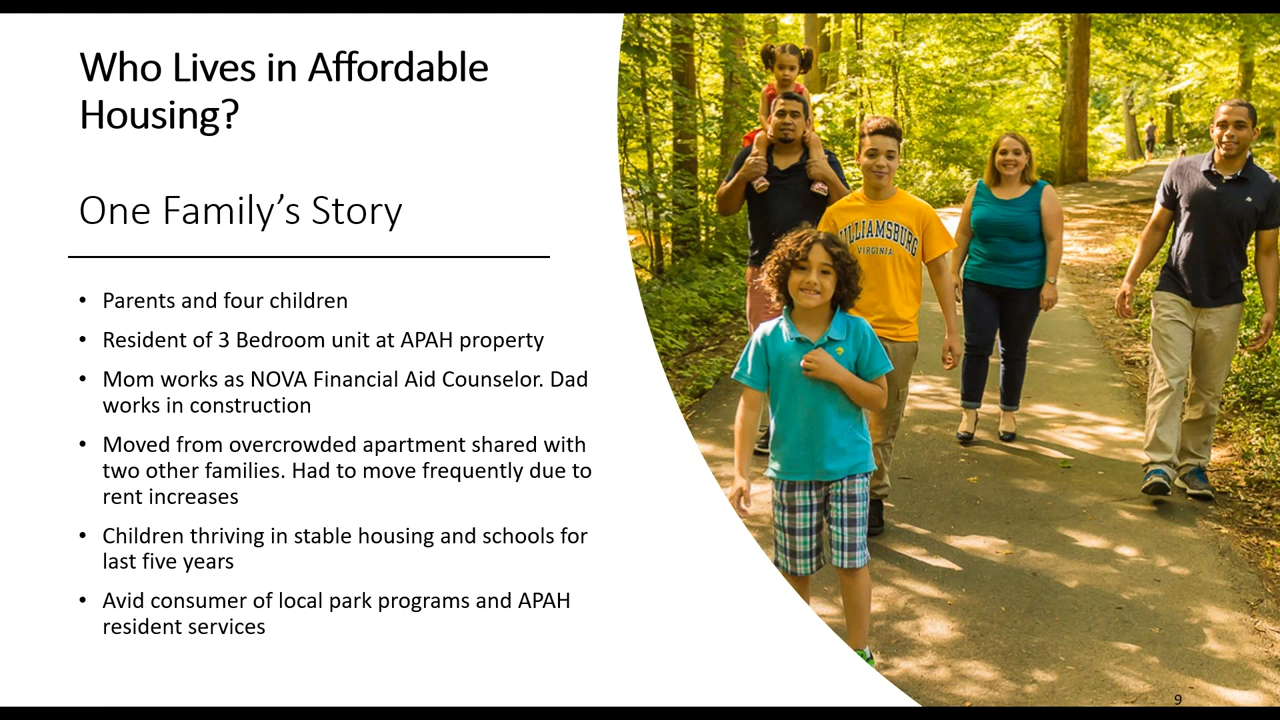 Who Lives in Affordable
Housing?
One Family's Story
• Parents and four children
• Resident of 3 Bedroom unit at APAH property
• Mom works as NOVA Financial Aid Counselor. Dad
works in construction
• Moved from overcrowded apartment shared with
two other families. Had to move frequently due to
rent increases
• Children thriving in stable housing and schools for
last five years
• Avid consumer of local park programs and APAH
resident services
WILLIAMSBURG
VIRGINIA
9